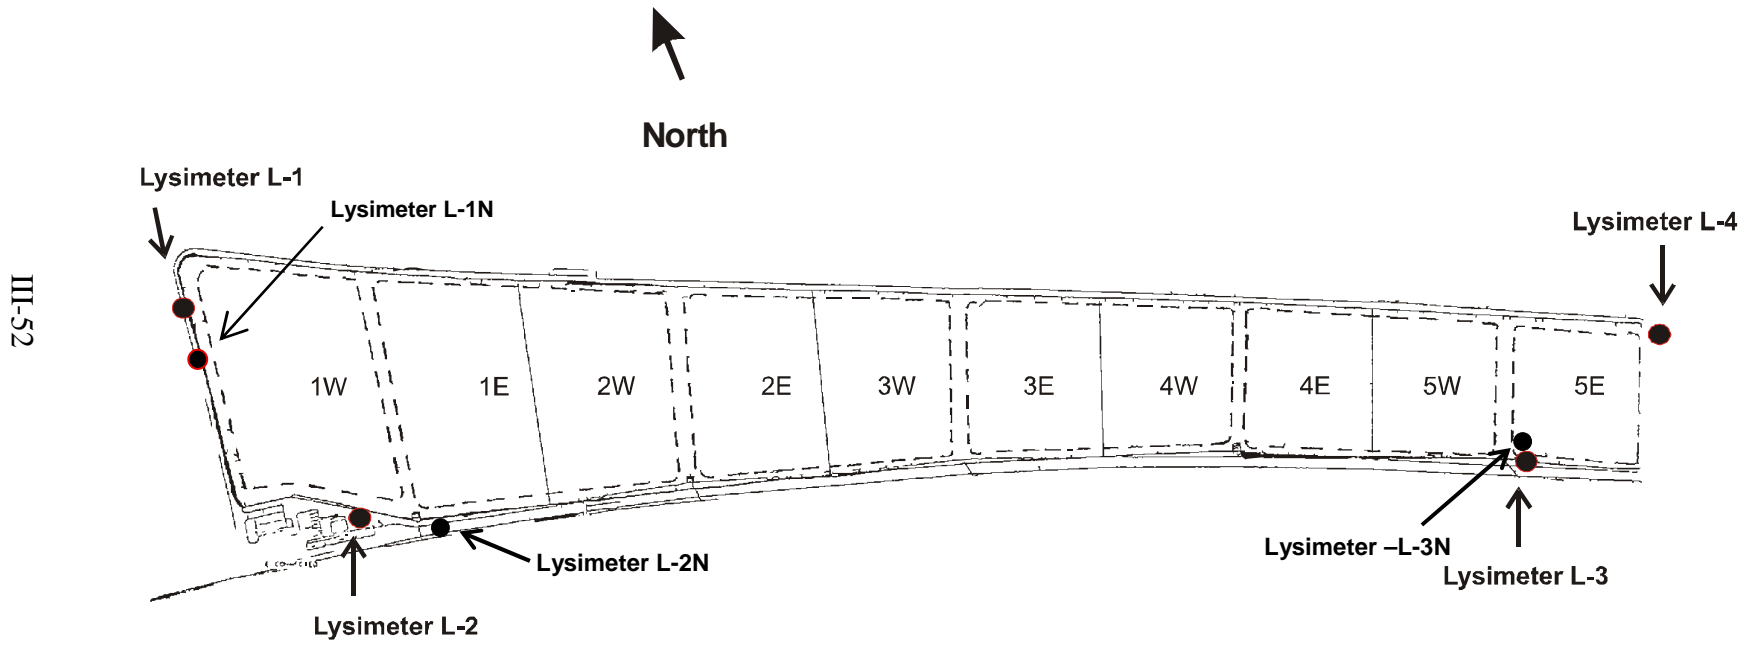 North
Lysimeter L-1
Lysimeter L-1N
Lysimeter L-4
III-52
1W
1E
2W
2E
3W
3E
4W
4E
5W
5E
Lysimeter L-2N
Lysimeter –L-3N
Lysimeter L-3
Lysimeter L-2